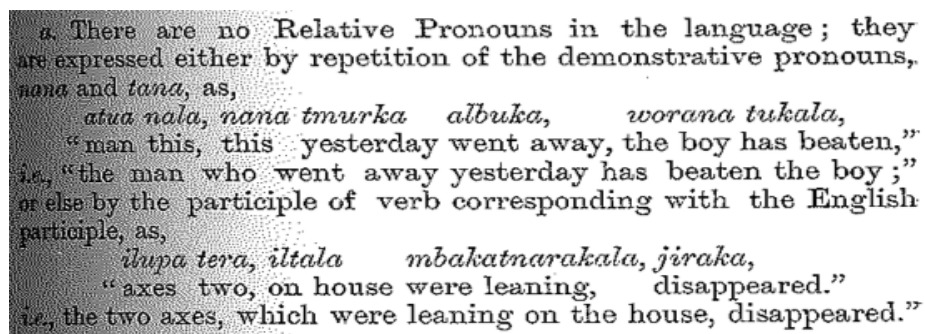 a. There are no Relative Pronouns in the language; they
are expressed either by repetition of the demonstrative pronouns,
nana and tana, as,
atua nala, nana tmurka albuka, worana tukala,
"man this, this yesterday went away, the boy has beaten,"
i.e., "the man who went away yesterday has beaten the boy;"
or else by the participle of verb corresponding with the English
participle, as,
ilupa tera, iltala mbakatnarakala, jiraka,
"axes two, on house were leaning, disappeared."
i.e., the two axes, which were leaning on the house, disappeared."